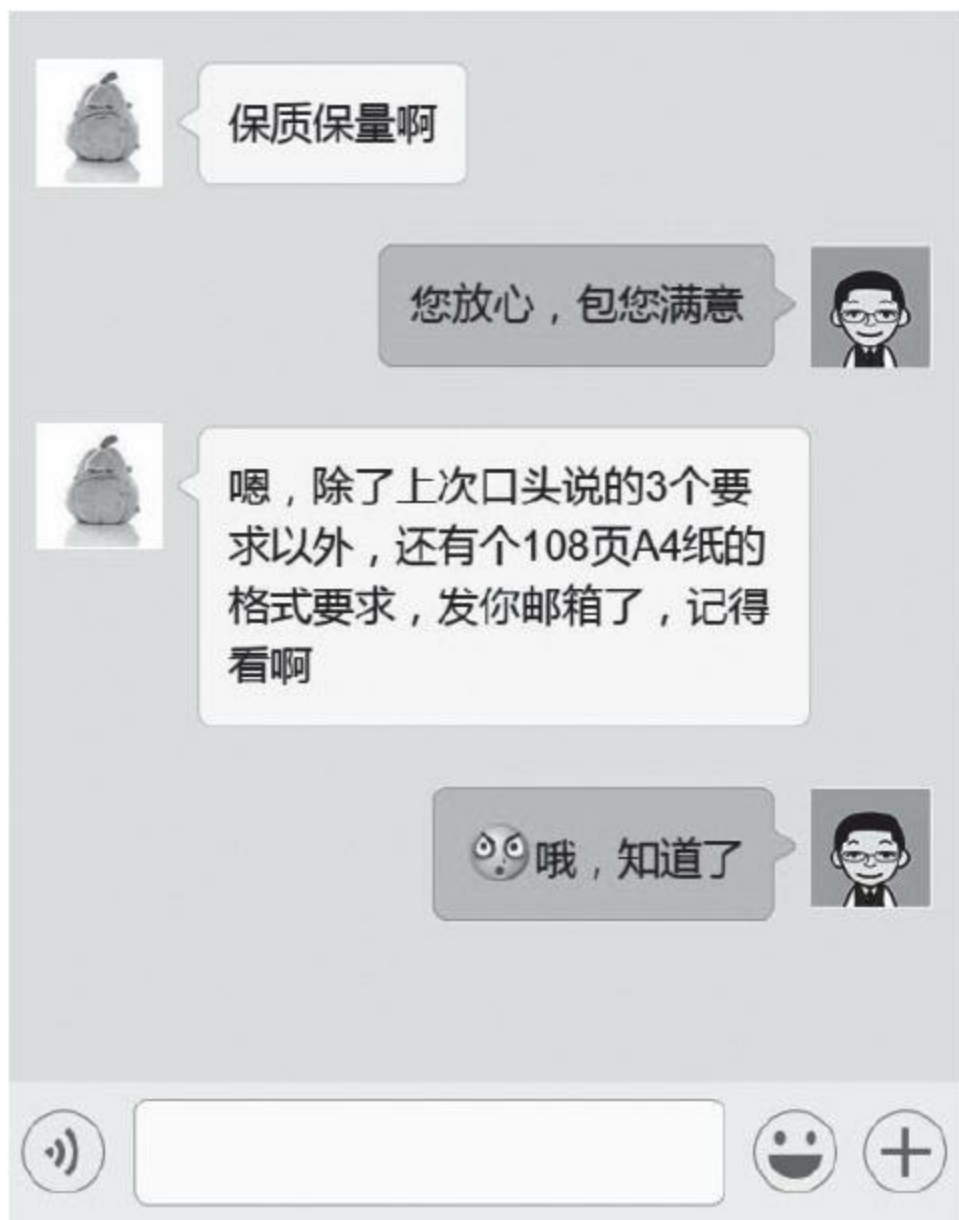 保质保量啊
您放心，包您满意
嗯，除了上次口头说的3个要
求以外，还有个108页A4纸的
格式要求，发你邮箱了，记得
看啊
哦，知道了